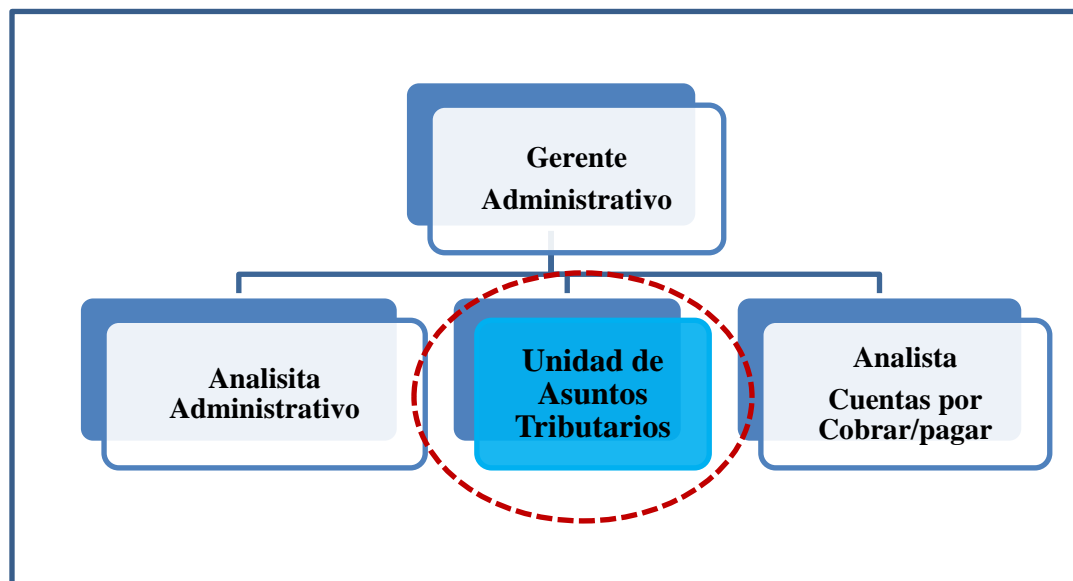 Gerente
Administrativo
Analisita
Administrativo
Unidad de
Asuntos
Tributarios
Analista
Cuentas por
Cobrar/pagar